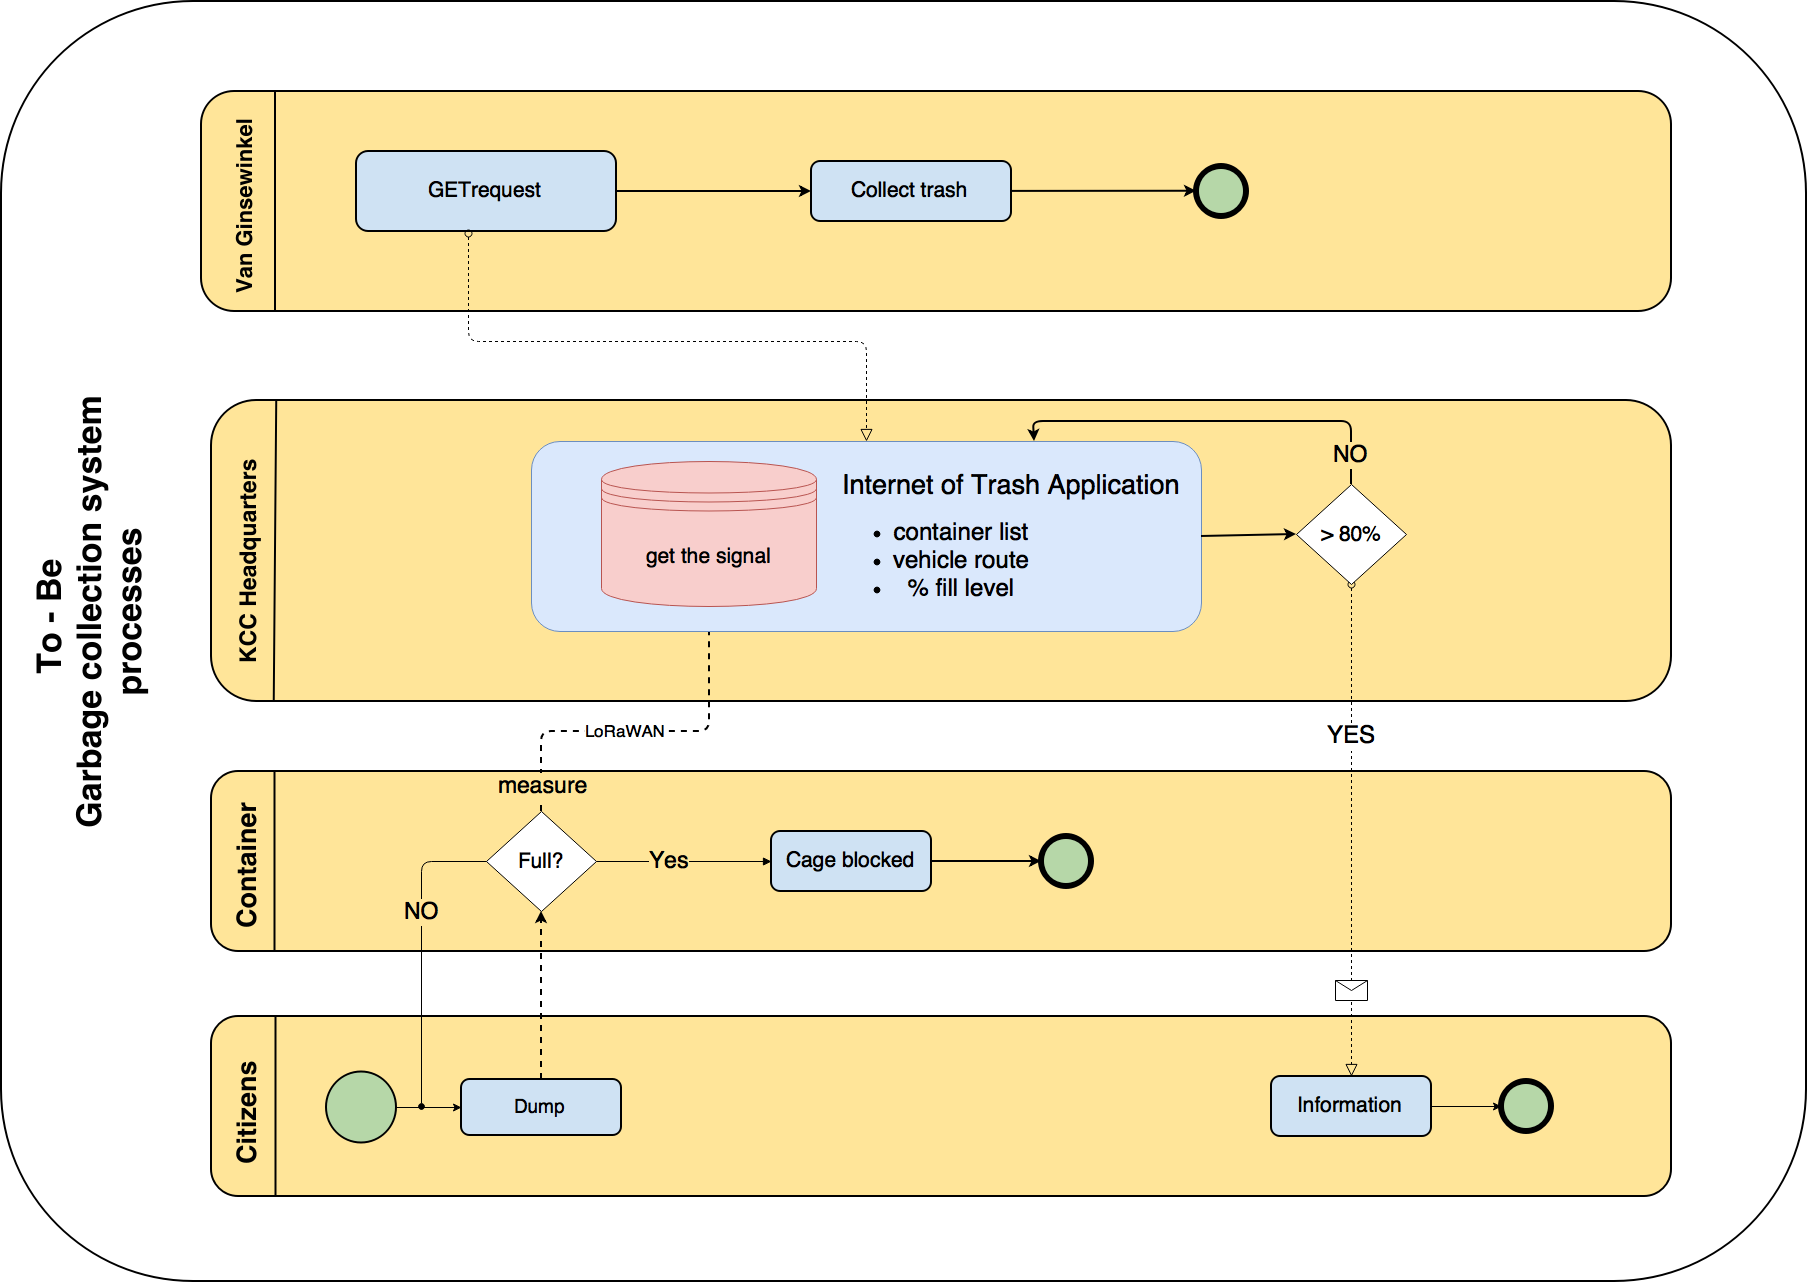 To - Be
Garbage collection system
processes
Van Ginsewinkel
GETrequest
Collect trash
KCC Headquarters
get the signal
Internet of Trash Application
• container list
• vehicle route
• % fill level
NO
> 80%
LoRaWAN
YES
Container
measure
Full?
Yes
Cage blocked
NO
Citizens
Dump
Information